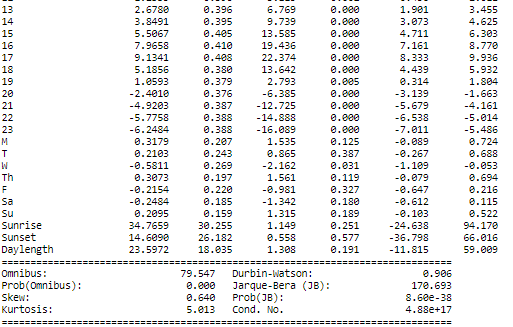 13 2.6780 0.396 6.769 0.000 1.901 3.455
14 3.8491 0.395 9.739 0.000 3.073 4.625
15 5.5067 0.405 13.585 0.000 4.711 6.303
16 7.9658 0.410 19.436 0.000 7.161 8.770
17 9.1341 0.408 22.374 0.000 8.333 9.936
18 5.1856 0.380 13.642 0.000 4.439 5.932
19 1.0593 0.379 2.793 0.005 0.314 1.804
20 -2.4010 0.376 -6.385 0.000 -3.139 -1.663
21 -4.9203 0.387 -12.725 0.000 -5.679 -4.161
22 -5.7758 0.388 -14.888 0.000 -6.538 -5.014
23 -6.2484 0.388 -16.089 0.000 -7.011 -5.486
M 0.3179 0.207 1.535 0.125 -0.089 0.724
T 0.2103 0.243 0.865 0.387 -0.267 0.688
W -0.5811 0.269 -2.162 0.031 -1.109 -0.053
Th 0.3073 0.197 1.561 0.119 -0.079 0.694
F -0.2154 0.220 -0.981 0.327 -0.647 0.216
Sa -0.2484 0.185 -1.342 0.180 -0.612 0.115
Su 0.2095 0.159 1.315 0.189 -0.103 0.522
Sunrise 34.7659 30.255 1.149 0.251 -24.638 94.170
Sunset 14.6090 26.182 0.558 0.577 -36.798 66.016
Daylength 23.5972 18.035 1.308 0.191 -11.815 59.009
==============================================================================
Omnibus: 79.547 Durbin-Watson: 0.906
Prob(Omnibus): 0.000 Jarque-Bera (JB): 170.693
Skew: 0.640 Prob(JB): 8.60e-38
Kurtosis: 5.013 Cond. No. 4.88e+17
==============================================================================